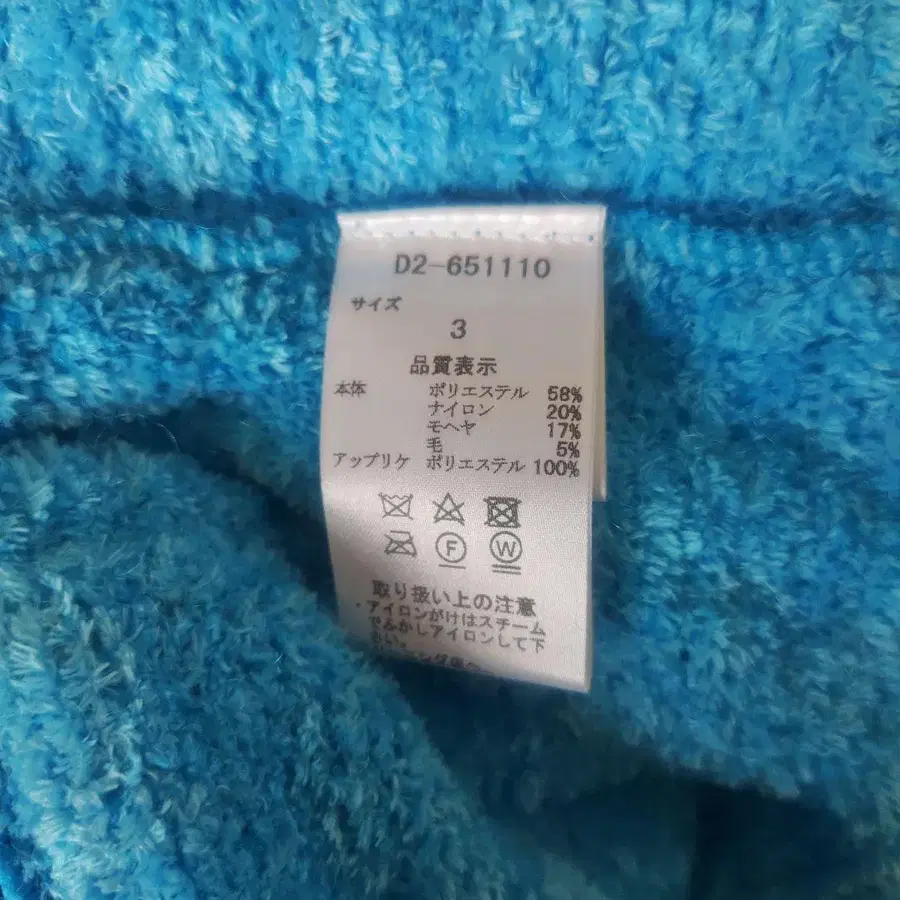 D2-651110
サイズ
3
品質表示
本体 ポリエステル 58%
ナイロン 20%
モヘヤ 17%
毛 5%
アップリケ ポリエステル 100%
F W
取り扱い上の注意
・アイロンがけはスチーム
でふかしアイロンして下
さい。